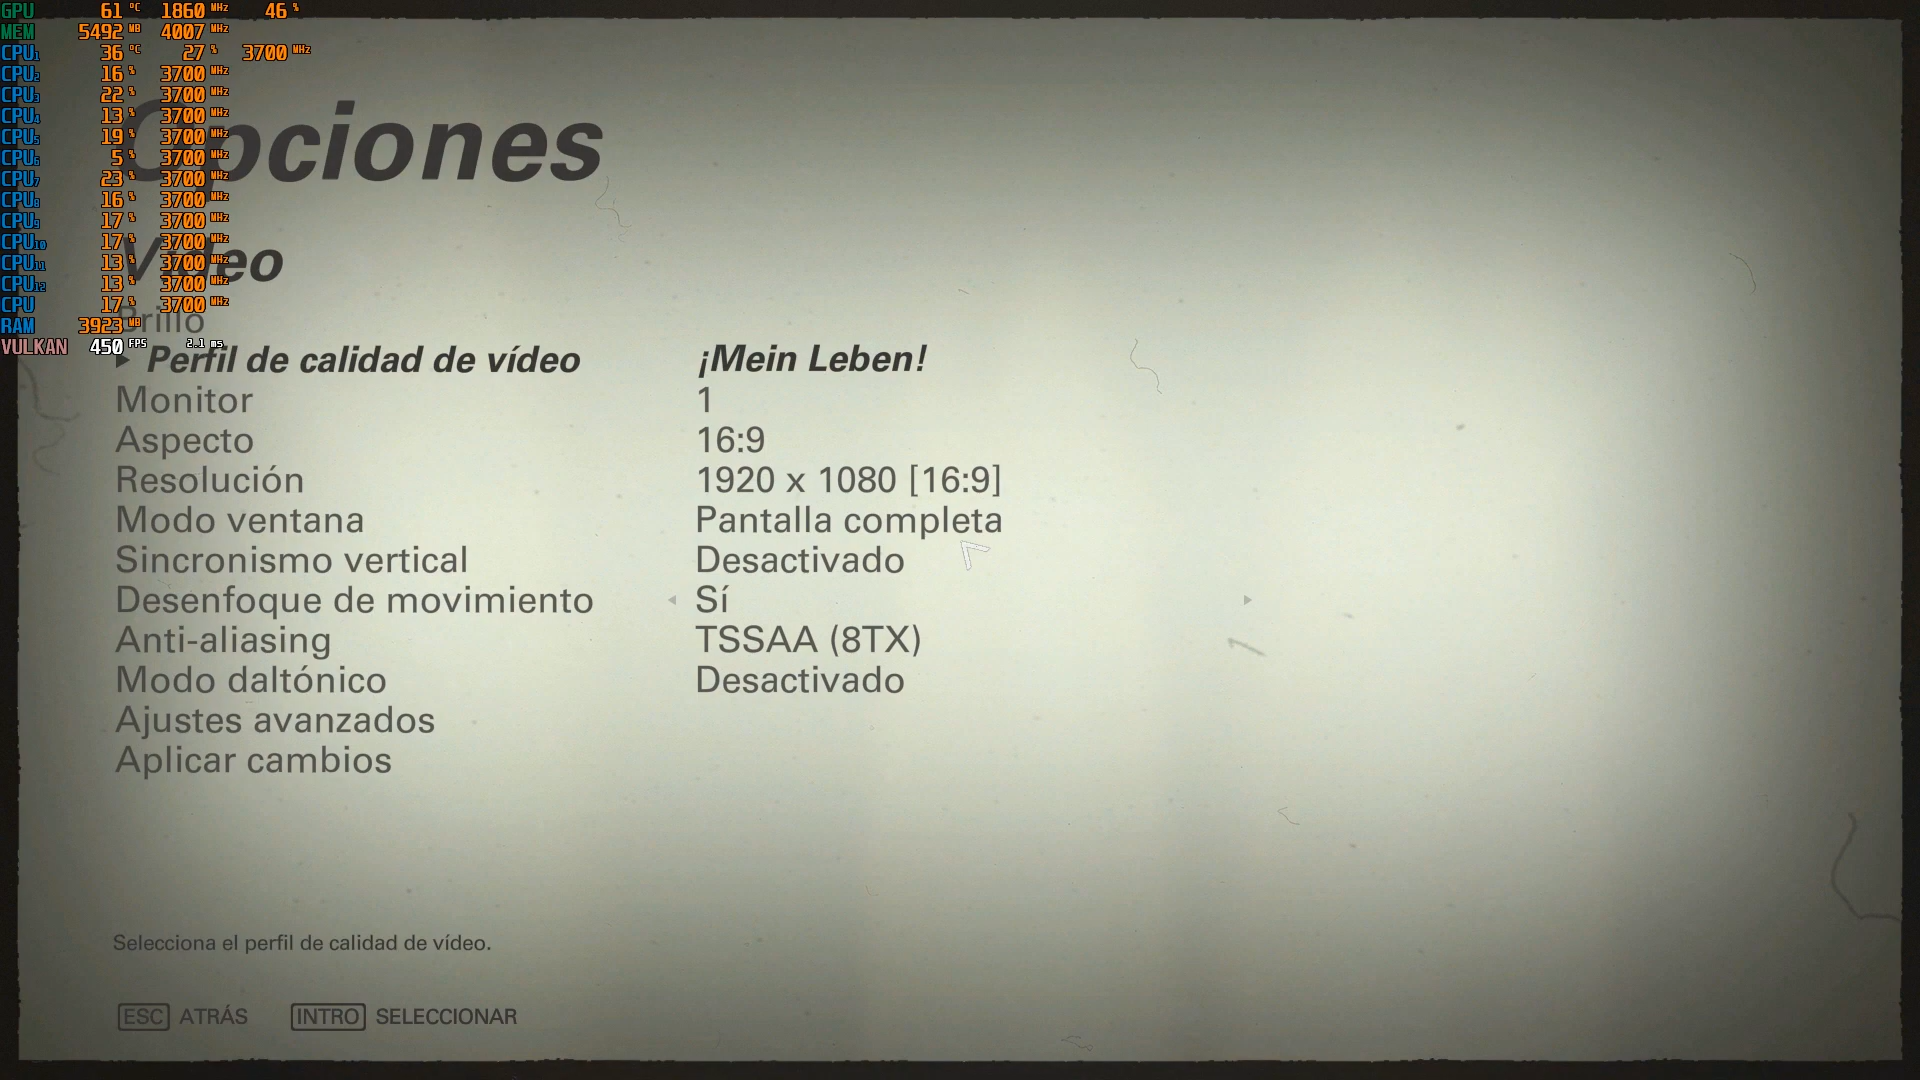 GPU 61 °C 1860 MHz 46 %
MEM 5492 MB 4007 MHz
CPU1 36 °C 27 % 3700 MHz
CPU2 16 % 3700 MHz
CPU3 22 % 3700 MHz
CPU4 13 % 3700 MHz
CPU5 19 % 3700 MHz
CPU6 5 % 3700 MHz
CPU7 23 % 3700 MHz
CPU8 16 % 3700 MHz
CPU9 17 % 3700 MHz
CPU10 17 % 3700 MHz
CPU11 13 % 3700 MHz
CPU12 13 % 3700 MHz
CPU 17 % 3700 MHz
RAM 3923 MB
VULKAN 450 FPS 2.1 ms
Opciones
Vídeo
Brillo
Perfil de calidad de vídeo ¡Mein Leben!
Monitor 1
Aspecto 16:9
Resolución 1920 x 1080 [16:9]
Modo ventana Pantalla completa
Sincronismo vertical Desactivado
Desenfoque de movimiento Sí
Anti-aliasing TSSAA (8TX)
Modo daltónico Desactivado
Ajustes avanzados
Aplicar cambios
Selecciona el perfil de calidad de vídeo.
ESC ATRÁS INTRO SELECCIONAR